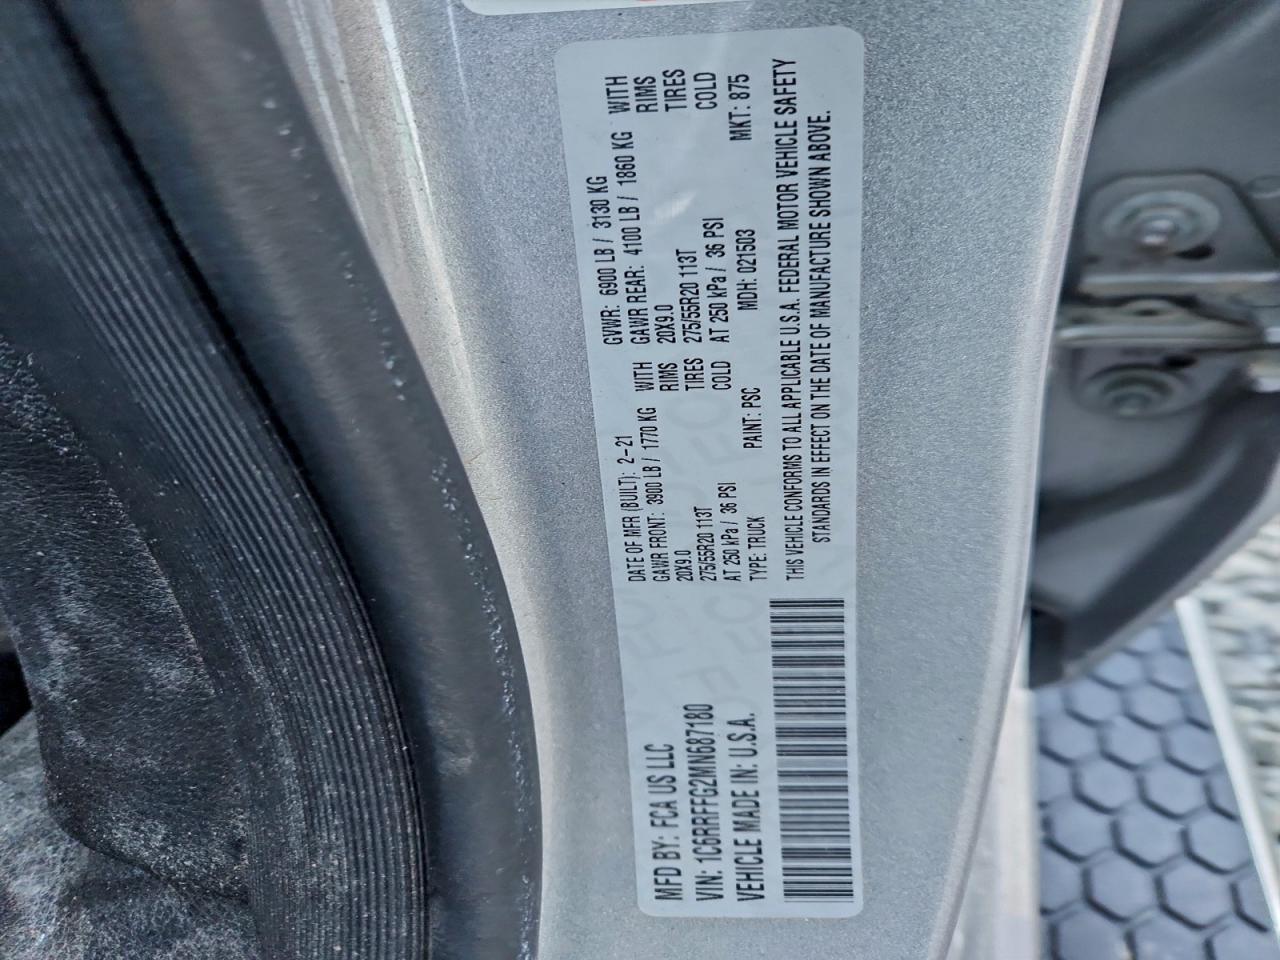 MFD BY: FCA US LLC
VIN: 1C6RRFFG2MN687180
VEHICLE MADE IN: U.S.A.
DATE OF MFR (BUILT): 2-21 GVWR: 6900 LB / 3130 KG
GAWR FRONT: 3900 LB / 1770 KG WITH GAWR REAR: 4100 LB / 1860 KG WITH
20X9.0 RIMS 20X9.0 RIMS
275/55R20 113T TIRES 275/55R20 113T TIRES
AT 250 kPa / 36 PSI COLD AT 250 kPa / 36 PSI COLD
TYPE: TRUCK PAINT: PSC MDH: 021503 MKT: 875
THIS VEHICLE CONFORMS TO ALL APPLICABLE U.S.A. FEDERAL MOTOR VEHICLE SAFETY
STANDARDS IN EFFECT ON THE DATE OF MANUFACTURE SHOWN ABOVE.